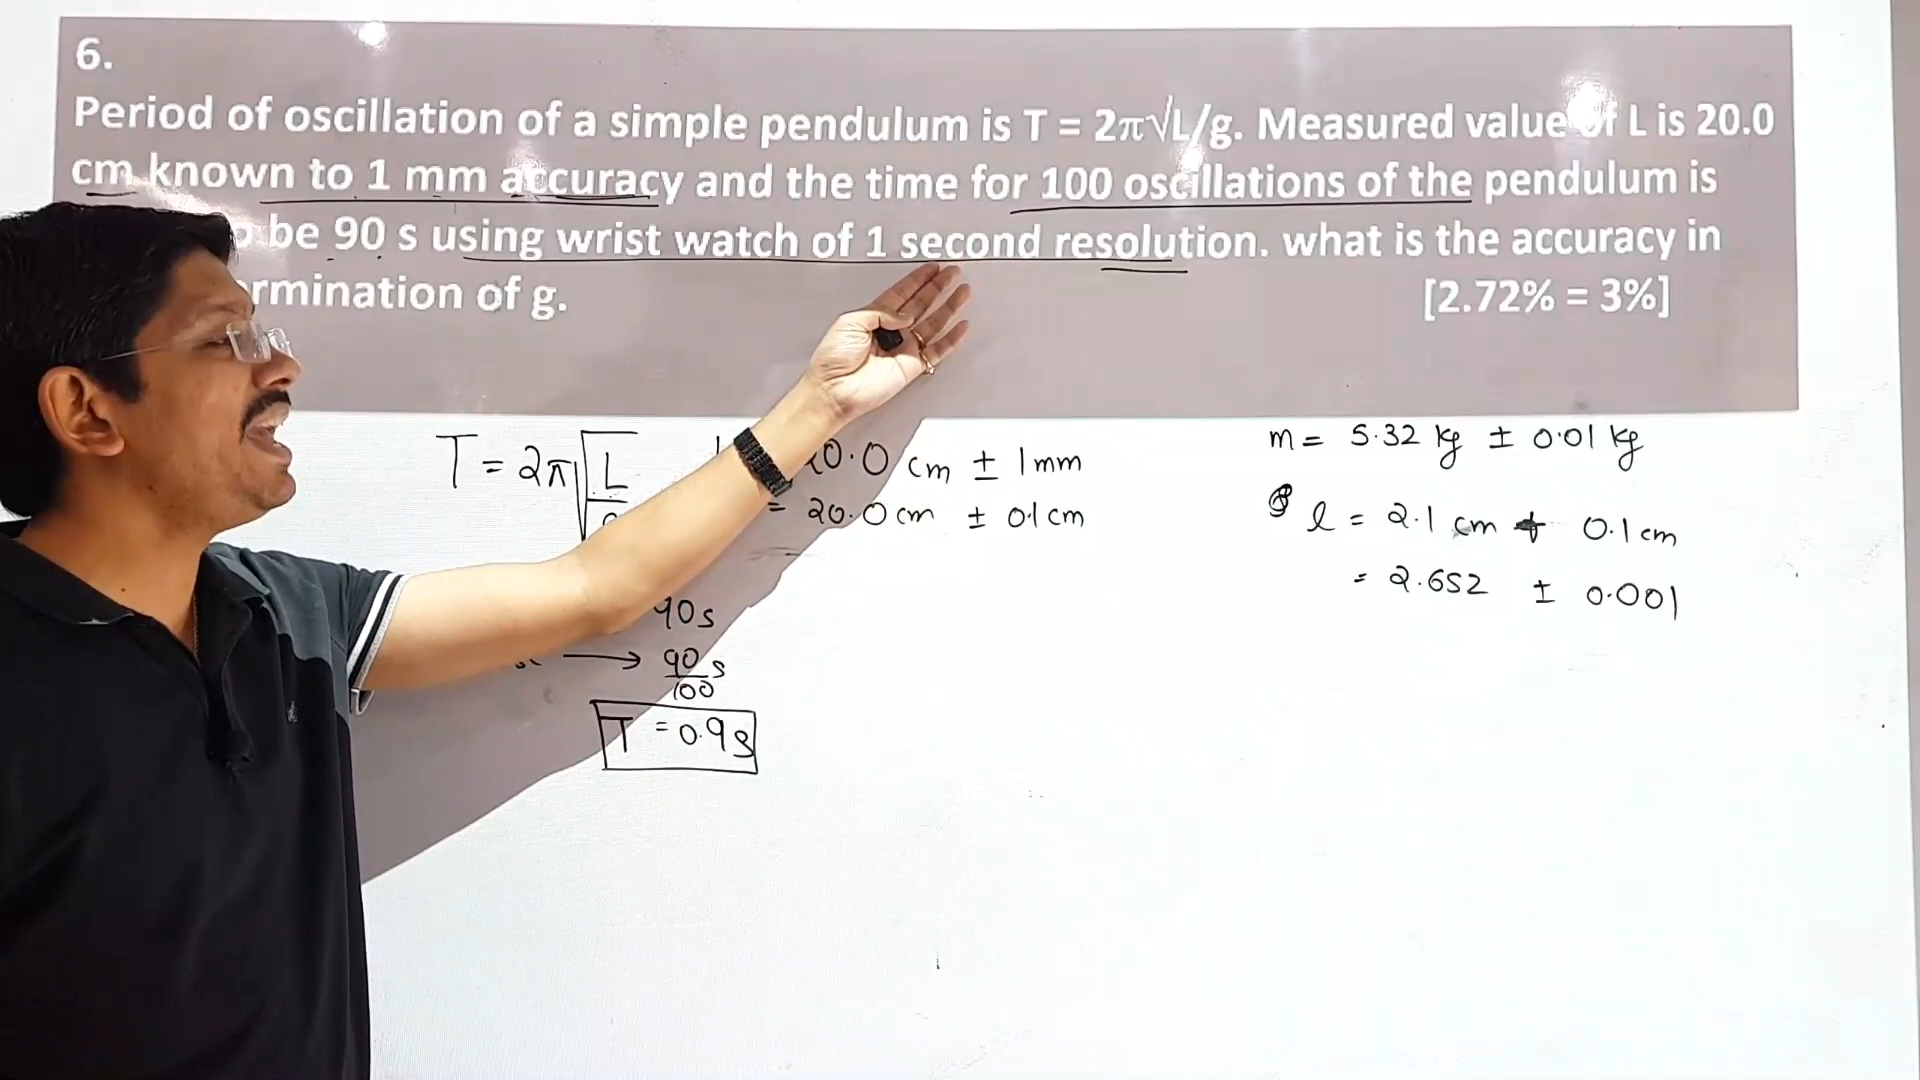 6.
Period of oscillation of a simple pendulum is T = 2π√L/g. Measured value of L is 20.0
cm known to 1 mm accuracy and the time for 100 oscillations of the pendulum is
be 90 s using wrist watch of 1 second resolution. what is the accuracy in
rmination of g.
[2.72% = 3%]
T = 2π√L
20.0 cm ± 1mm
= 20.0 cm ± 0.1 cm
90s
→ 90/100 s
T = 0.9s
m = 5.32 kg ± 0.01 kg
l = 2.1 cm + 0.1 cm
= 2.652 ± 0.001